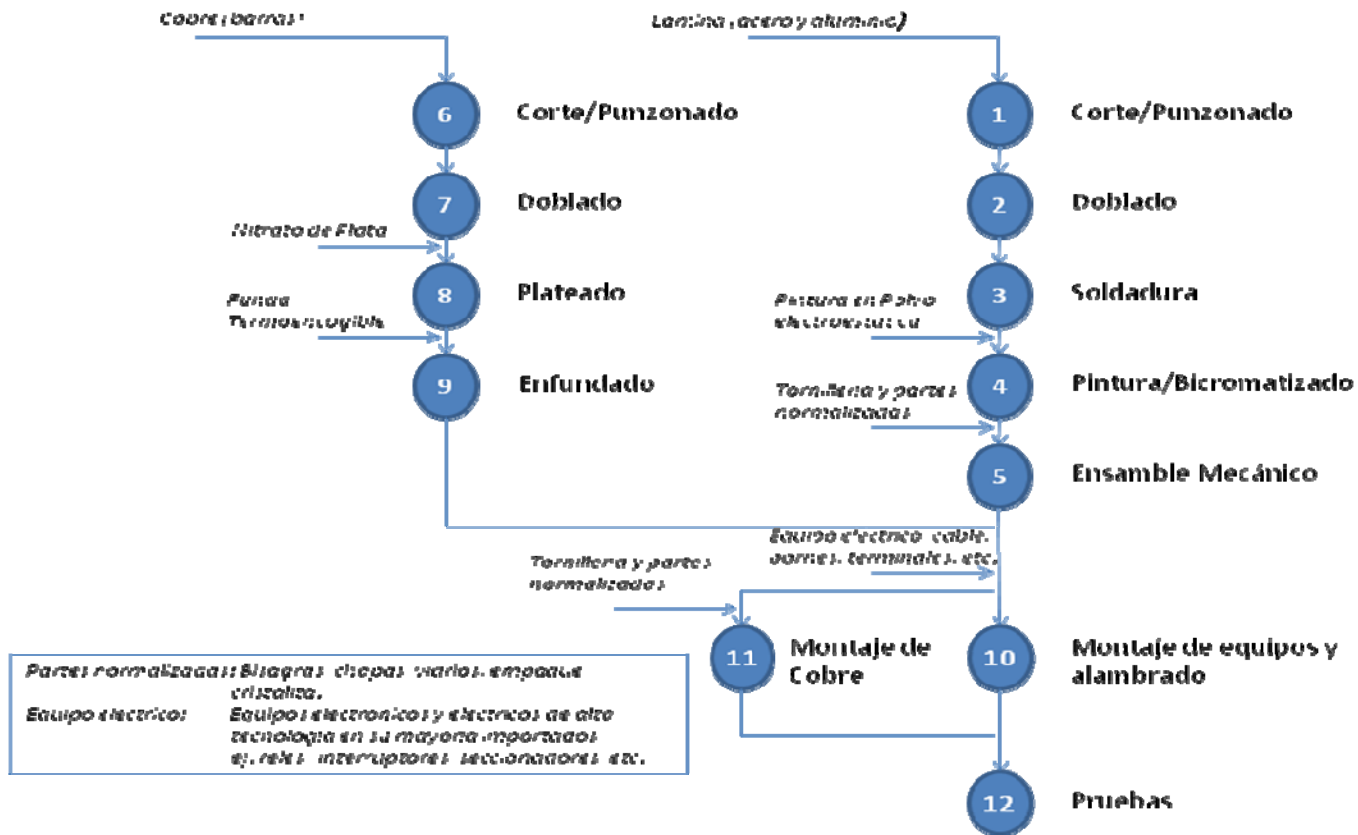 Cobre (barras)
Lamina (acero y aluminio)
6 Corte/Punzonado
1 Corte/Punzonado
7 Doblado
2 Doblado
Nitrato de Plata
8 Plateado
3 Soldadura
Funda
Termoencogible
Pintura en Polvo
electroestatica
9 Enfundado
4 Pintura/Bicromatizado
Tornilleria y partes
normalizadas
5 Ensamble Mecánico
Equipo electrico, cable,
bornes, terminales, etc.
Tornilleria y partes
normalizadas
11 Montaje de
Cobre
10 Montaje de equipos y
alambrado
Partes normalizadas: Bisagras, chapas, vidrios, empaque
Equipo electrico: Equipos electronicos y electricos de alta
tecnologia en su mayoria importados
ej. reles, interruptores, seccionadores, etc.
12 Pruebas